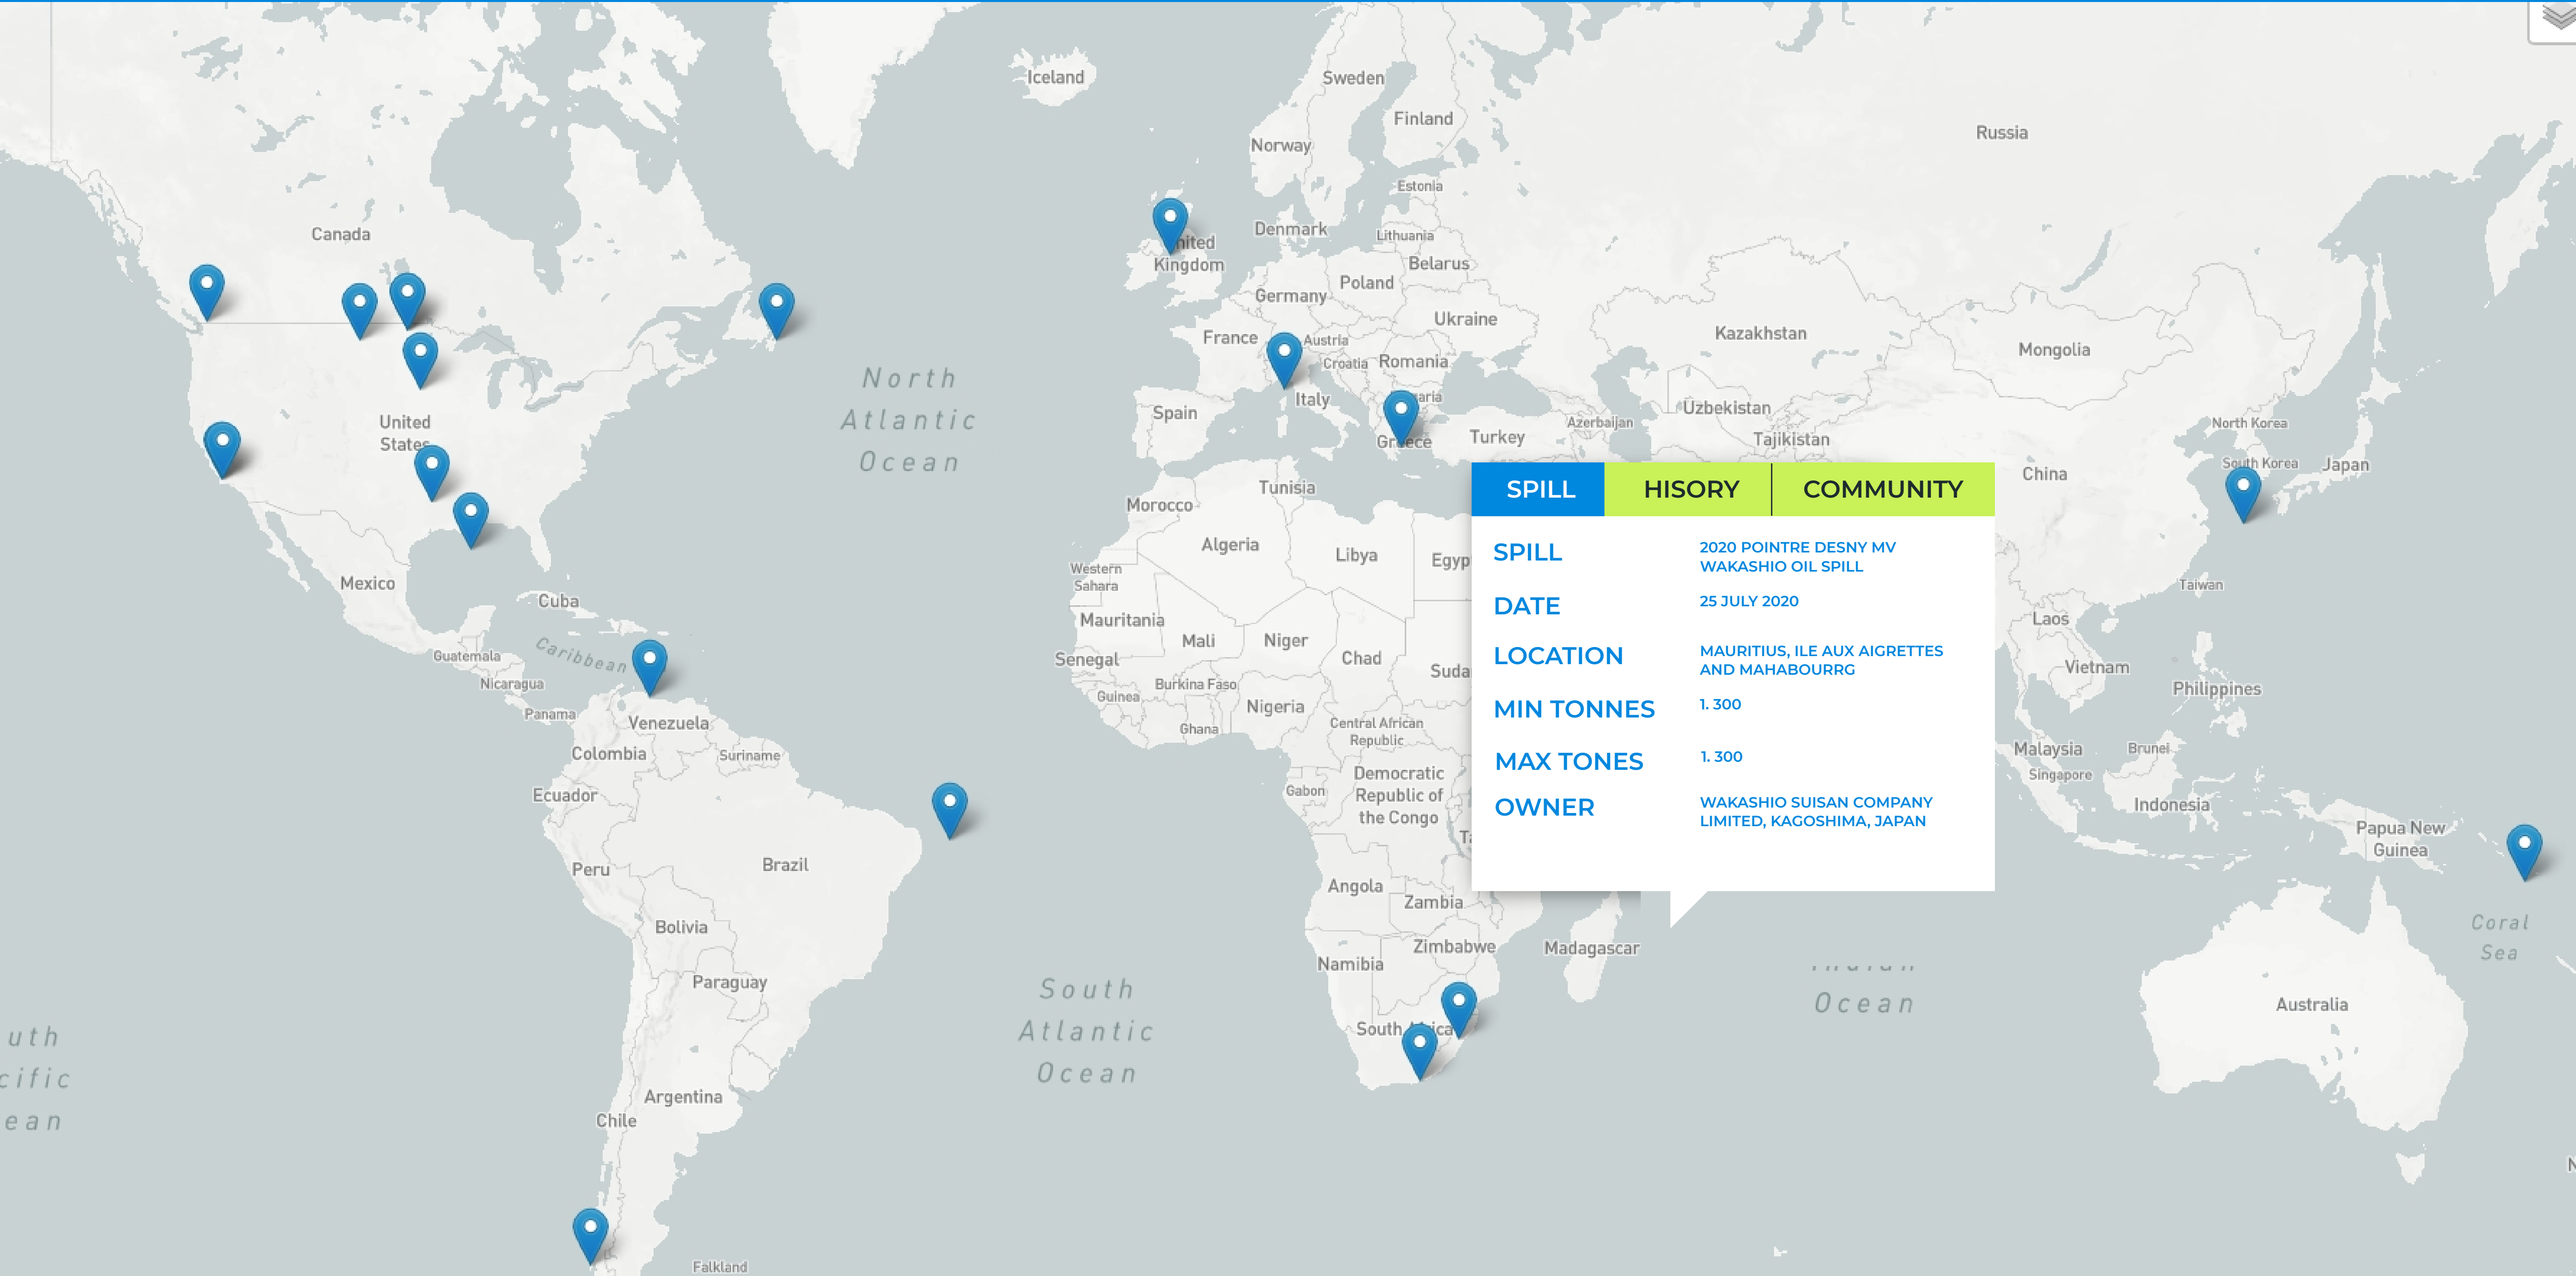 Iceland
Sweden
Finland
Norway
Russia
Estonia
Denmark
Lithuania
Canada
Kingdom
Belarus
Poland
Germany
Ukraine
France
Austria
Kazakhstan
Croatia
Romania
Mongolia
North
Atlantic
Ocean
Italy
Spain
Uzbekistan
Azerbaijan
Turkey
Tajikistan
North Korea
South Korea
Japan
China
United
States
Tunisia
Morocco
Algeria
Libya
Western
Sahara
Mexico
Cuba
Mauritania
Mali
Niger
Chad
Caribbean
Guatemala
Senegal
Nicaragua
Burkina Faso
Guinea
Panama
Venezuela
Nigeria
Ghana
Central African
Republic
Colombia
Suriname
Ecuador
Gabon
Democratic
Republic of
the Congo
Peru
Brazil
Angola
Zambia
Bolivia
Zimbabwe
Madagascar
Namibia
Paraguay
South
Atlantic
Ocean
Argentina
Chile
Falkland
SPILL HISORY COMMUNITY
SPILL 2020 POINTRE DESNY MV
WAKASHIO OIL SPILL
DATE 25 JULY 2020
LOCATION MAURITIUS, ILE AUX AIGRETTES
AND MAHABOURRG
MIN TONNES 1. 300
MAX TONES 1. 300
OWNER WAKASHIO SUISAN COMPANY
LIMITED, KAGOSHIMA, JAPAN
Taiwan
Laos
Vietnam
Philippines
Malaysia
Brunei
Singapore
Indonesia
Papua New
Guinea
Coral
Sea
Ocean
Australia